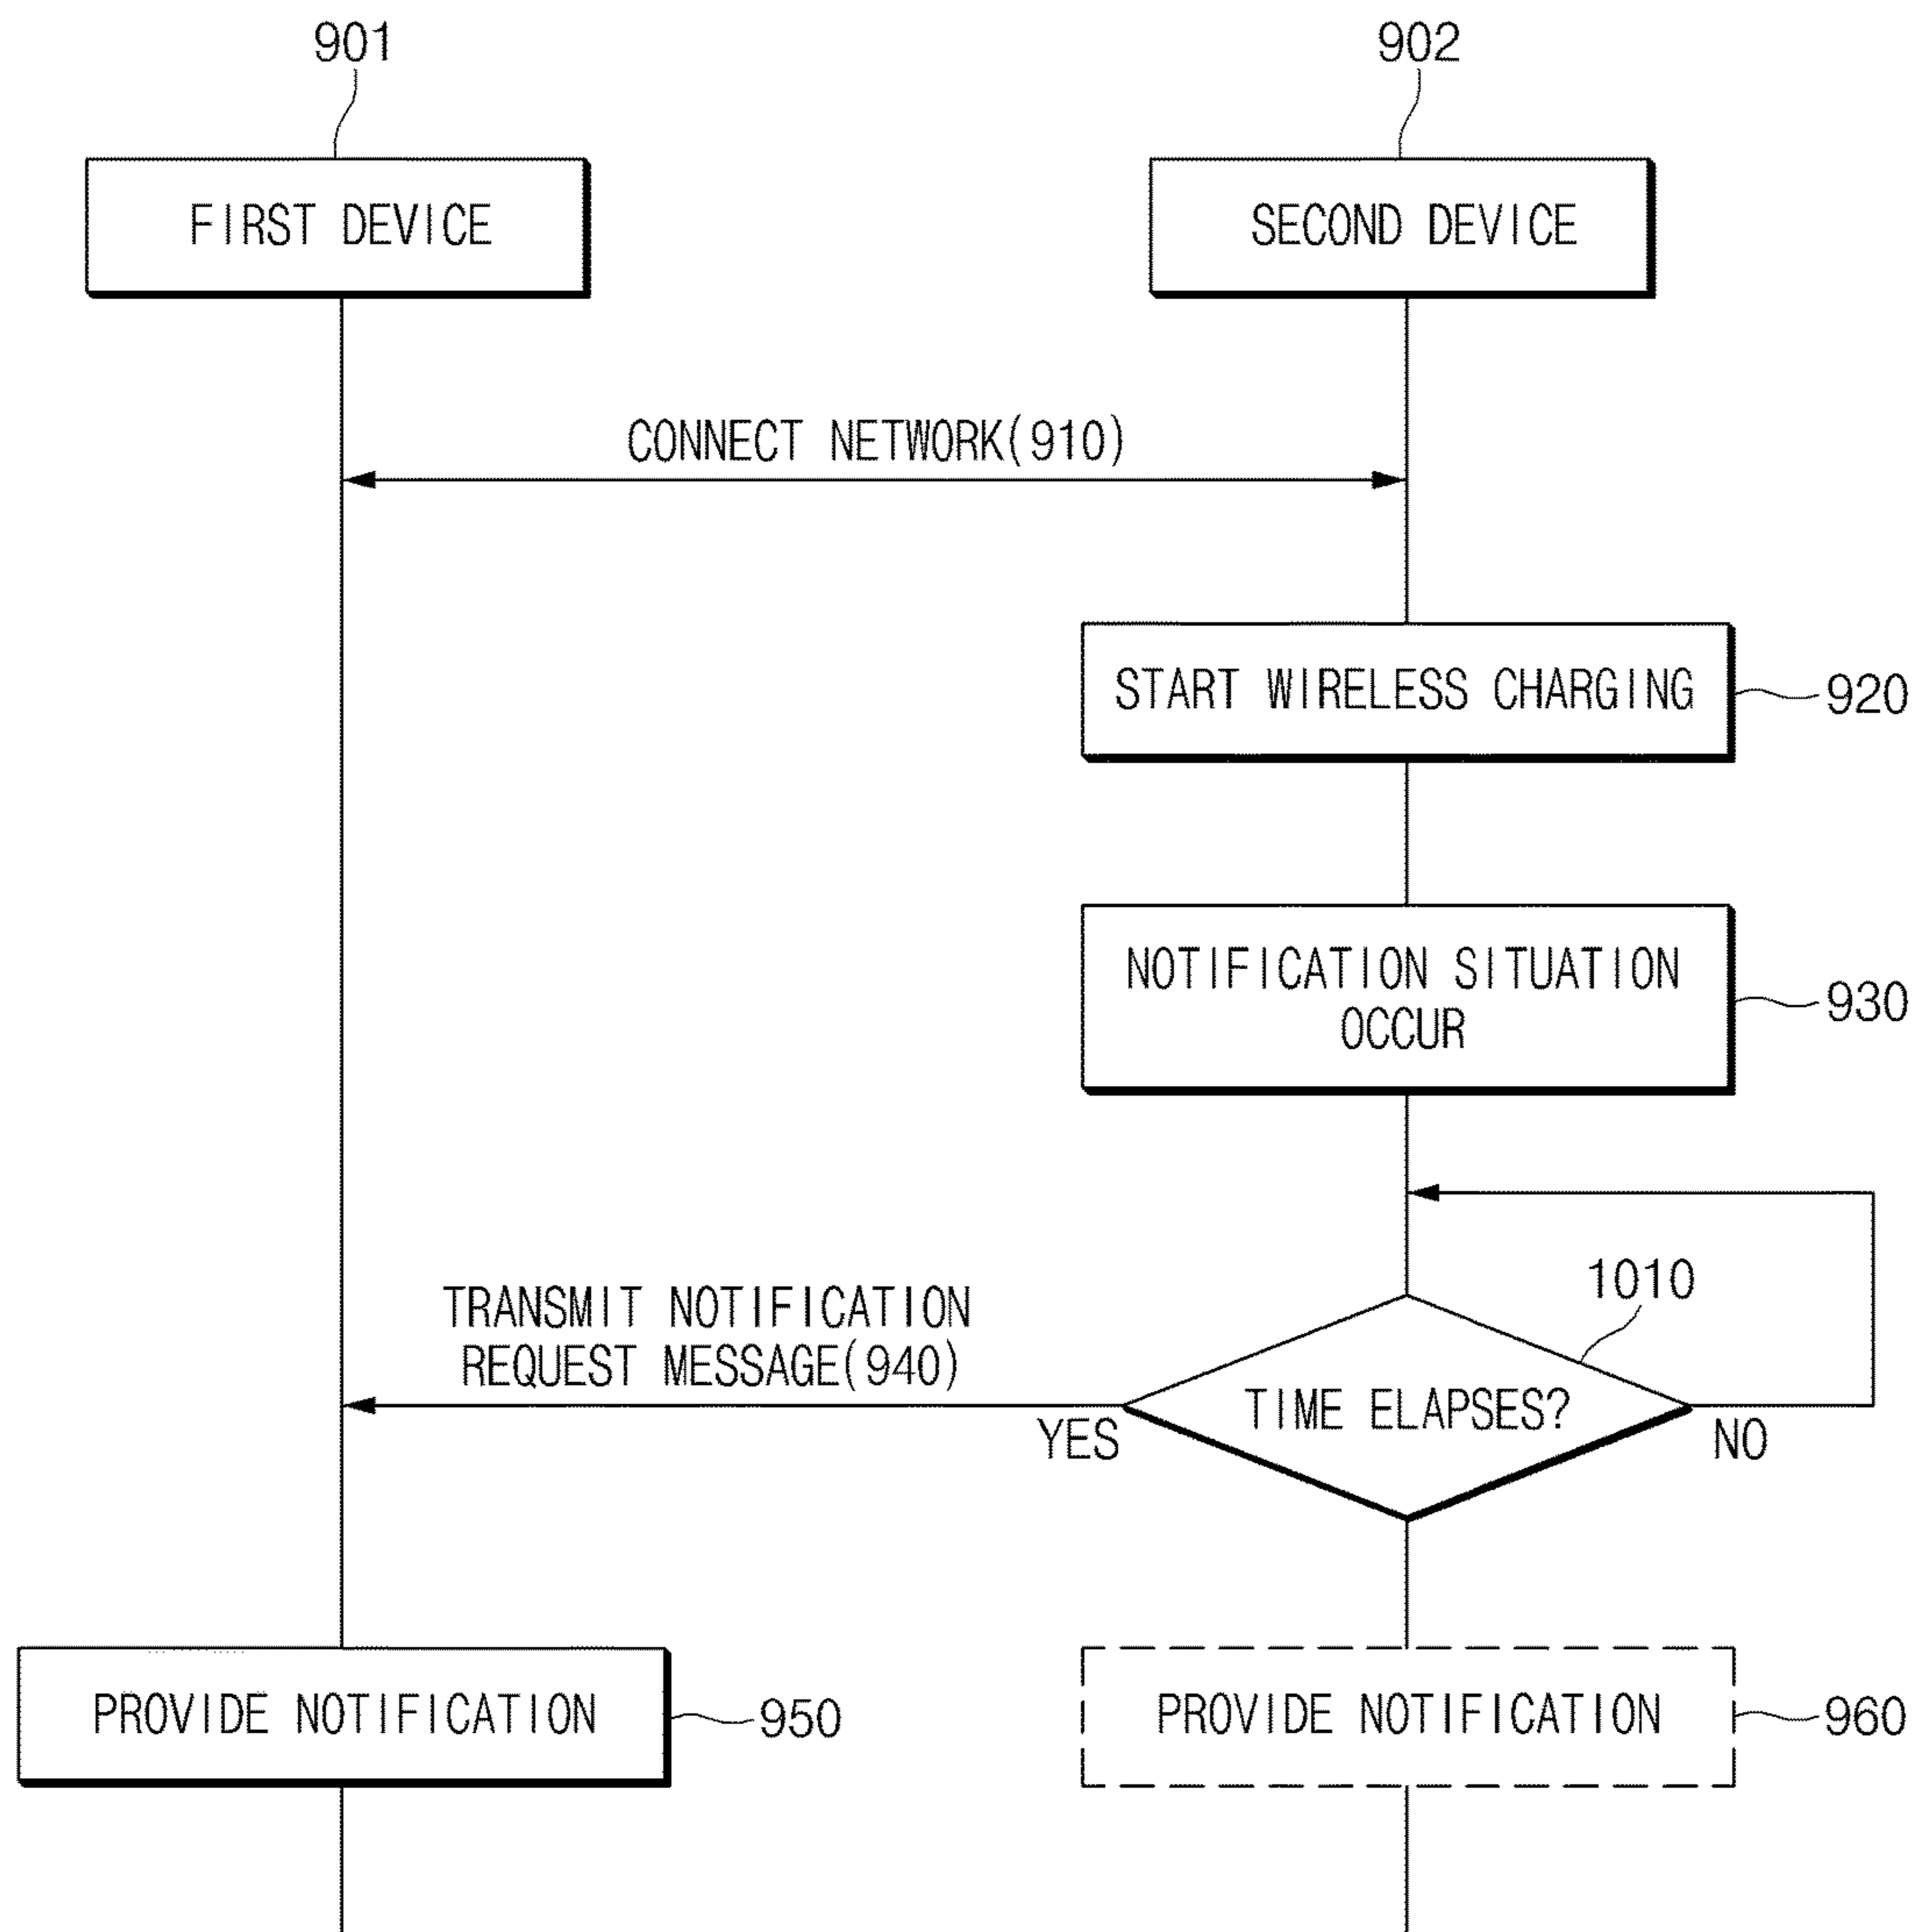 901
902
FIRST DEVICE
SECOND DEVICE
CONNECT NETWORK(910)
START WIRELESS CHARGING
920
NOTIFICATION SITUATION
OCCUR
930
1010
TRANSMIT NOTIFICATION
REQUEST MESSAGE(940)
TIME ELAPSES?
YES
NO
PROVIDE NOTIFICATION
950
PROVIDE NOTIFICATION
960